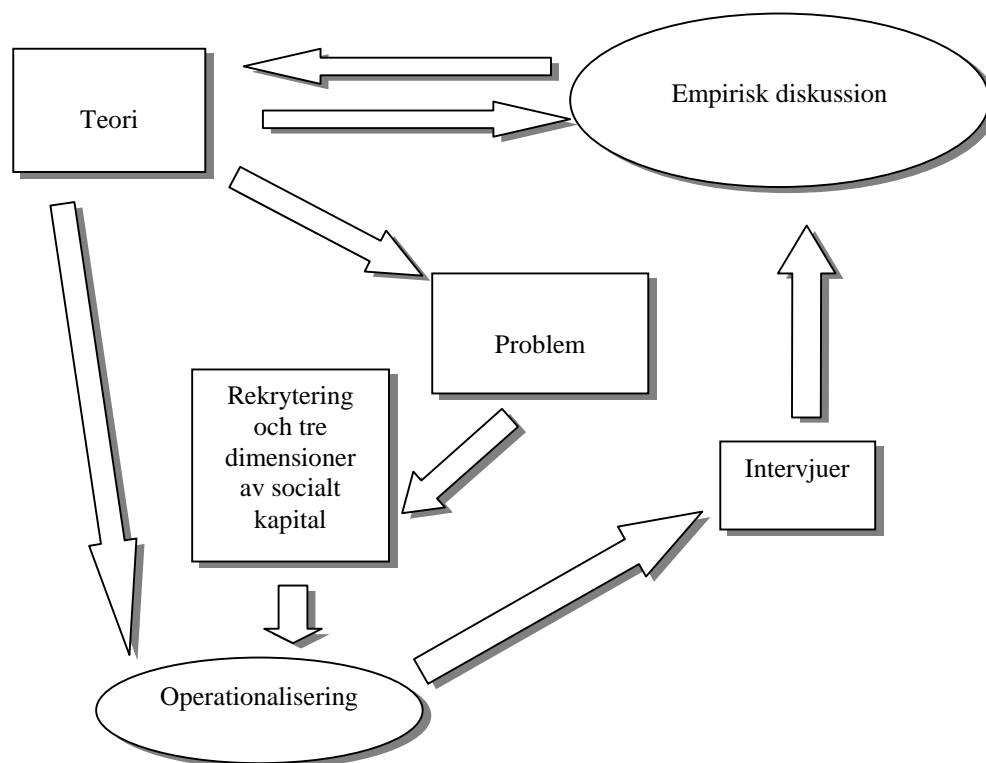 Teori
Empirisk diskussion
Problem
Rekrytering
och tre
dimensioner
av socialt
kapital
Intervjuer
Operationalisering